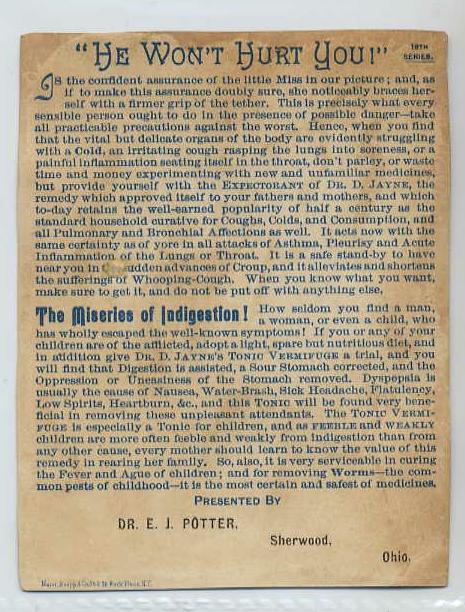 "HE WON'T HURT YOU!"
18TH
SERIES.
IS the confident assurance of the little Miss in our picture; and, as
if to make this assurance doubly sure, she noticeably braces her-
self with a firmer grip of the tether. This is precisely what every
sensible person ought to do in the presence of possible danger—take
all practicable precautions against the worst. Hence, when you find
that the vital but delicate organs of the body are evidently struggling
with a Cold, an irritating cough rasping the lungs into soreness, or a
painful inflammation seating itself in the throat, don't parley, or waste
time and money experimenting with new and unfamiliar medicines,
but provide yourself with the EXPECTORANT of DR. D. JAYNE, the
remedy which approved itself to your fathers and mothers, and which
to-day retains the well-earned popularity of half a century as the
standard household curative for Coughs, Colds, and Consumption, and
all Pulmonary and Bronchial Affections as well. It acts now with the
same certainty as of yore in all attacks of Asthma, Pleurisy and Acute
Inflammation of the Lungs or Throat. It is a safe stand-by to have
near you in udden advances of Croup, and it alleviates and shortens
the sufferings of Whooping-Cough. When you know what you want,
make sure to get it, and do not be put off with anything else.
The Miseries of Indigestion! How seldom you find a man,
a woman, or even a child, who
has wholly escaped the well-known symptoms! If you or any of your
children are of the afflicted, adopt a light, spare but nutritious diet, and
in addition give DR. D. JAYNE'S TONIC VERMIFUGE a trial, and you
will find that Digestion is assisted, a Sour Stomach corrected, and the
Oppression or Uneasiness of the Stomach removed. Dyspepsia is
usually the cause of Nausea, Water-Brash, Sick Headache, Flatulency,
Low Spirits, Heartburn, &c., and this TONIC will be found very bene-
ficial in removing these unpleasant attendants. The TONIC VERMI-
FUGE is especially a Tonic for children, and as FEEBLE and WEAKLY
children are more often feeble and weakly from indigestion than from
any other cause, every mother should learn to know the value of this
remedy in rearing her family. So, also, it is very serviceable in curing
the Fever and Ague of children; and for removing Worms—the com-
mon pests of childhood—it is the most certain and safest of medicines.
PRESENTED BY
DR. E. J. POTTER,
Sherwood,
Ohio.
Major, Knapp & Co. Lith. 56 Park Place, N.Y.